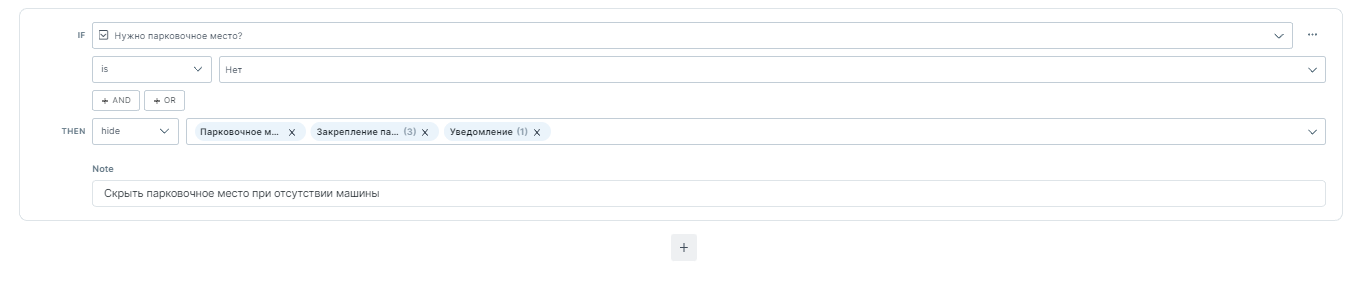 IF Нужно парковочное место? ...
is Нет
+ AND + OR
THEN hide Парковочное м... × Закрепление па... (3) × Уведомление (1) ×
Note
Скрыть парковочное место при отсутствии машины
+